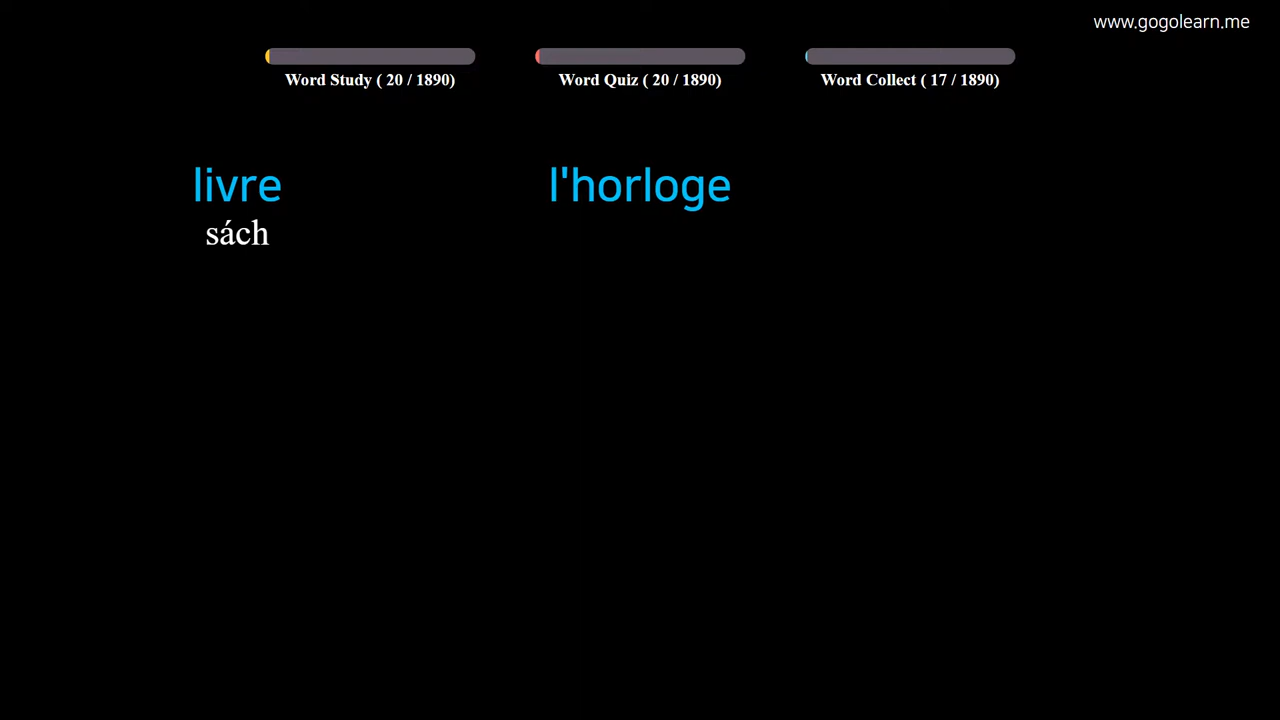 www.gogolearn.me
Word Study ( 20 / 1890)
Word Quiz ( 20 / 1890)
Word Collect ( 17 / 1890)
livre
sách
l'horloge